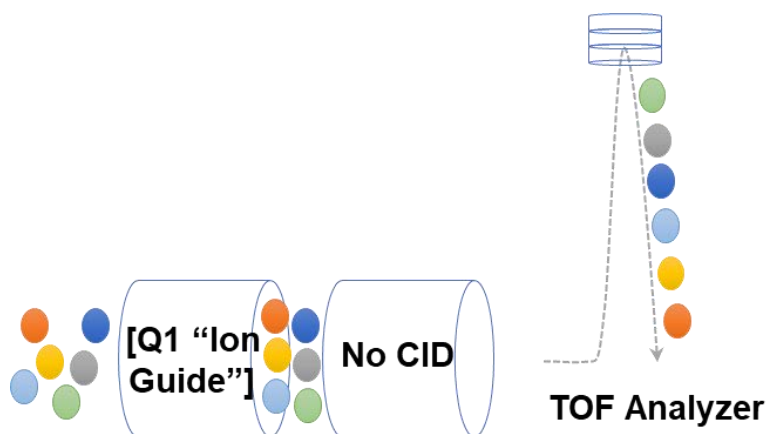 [Q1 “Ion
Guide”]
No CID
TOF Analyzer